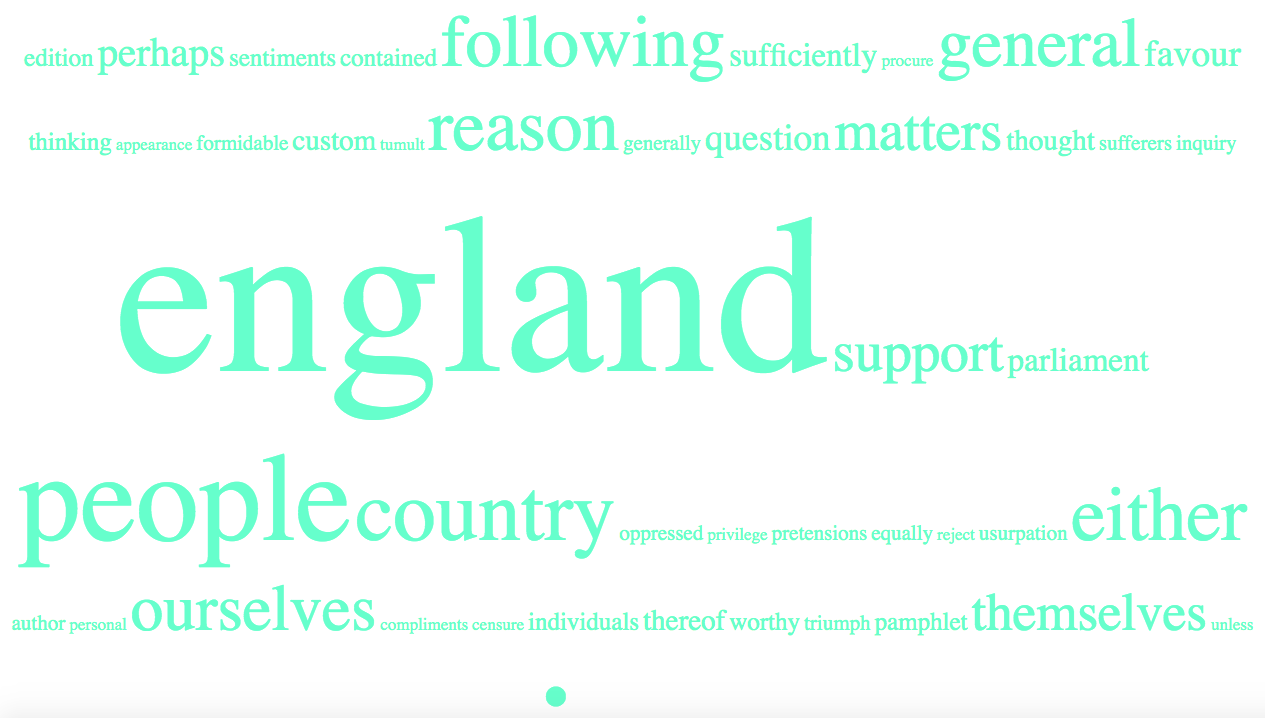 edition perhaps sentiments contained following sufficiently procure general favour
thinking appearance formidable custom tumult reason generally question matters thought sufferers inquiry
england support parliament
people country oppressed privilege pretensions equally reject usurpation either
author personal ourselves compliments censure individuals thereof worthy triumph pamphlet themselves unless